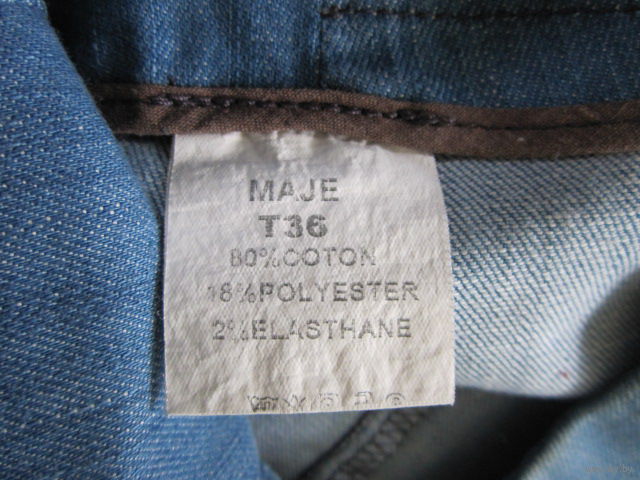 MAJE
T36
80%COTON
18%POLYESTER
2%ELASTHANE